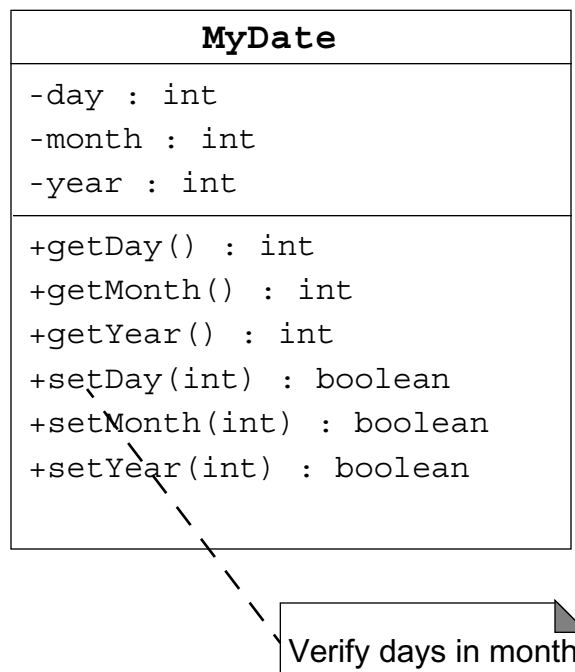 MyDate
-day : int
-month : int
-year : int
+getDay() : int
+getMonth() : int
+getYear() : int
+setDay(int) : boolean
+setMonth(int) : boolean
+setYear(int) : boolean
Verify days in month